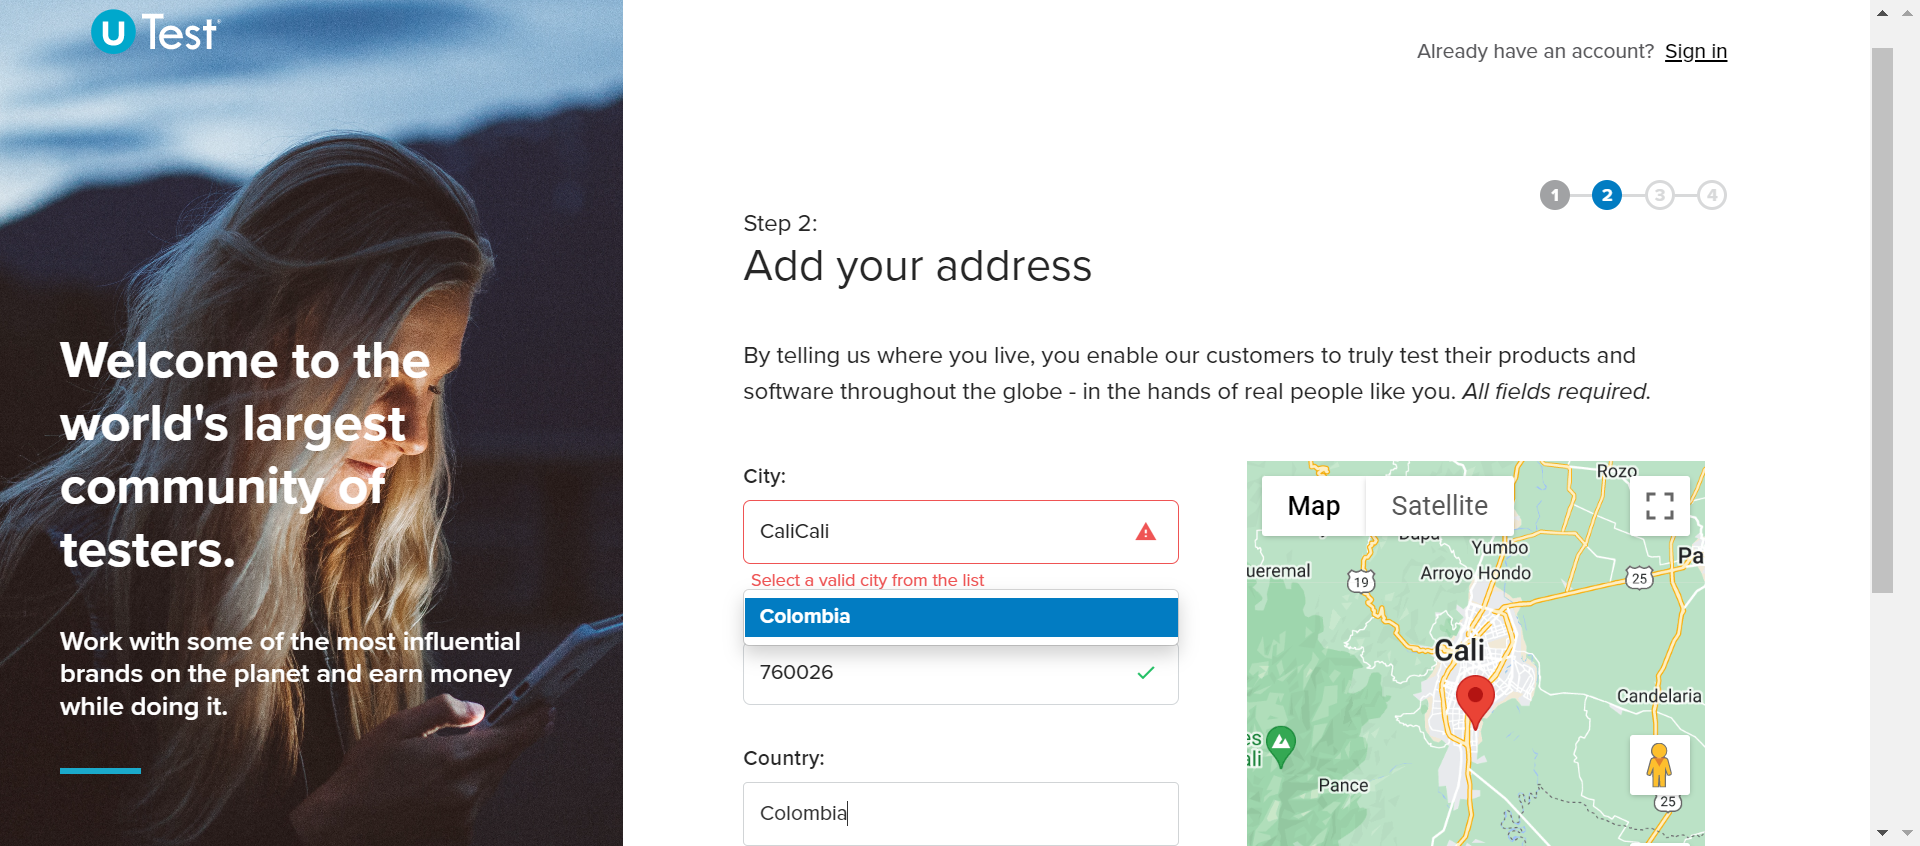 U Test
Already have an account? Sign in
1 2 3 4
Step 2:
Add your address
Welcome to the
world's largest
community of
testers.
Work with some of the most influential
brands on the planet and earn money
while doing it.
By telling us where you live, you enable our customers to truly test their products and
software throughout the globe - in the hands of real people like you. All fields required.
City:
CaliCali
Select a valid city from the list
Colombia
760026
Country:
Colombia
Rozo
Map Satellite
Dapa
Yumbo
Pa
ueremal
19
Arroyo Hondo
25
Cali
Candelaria
es
ali
Pance
25